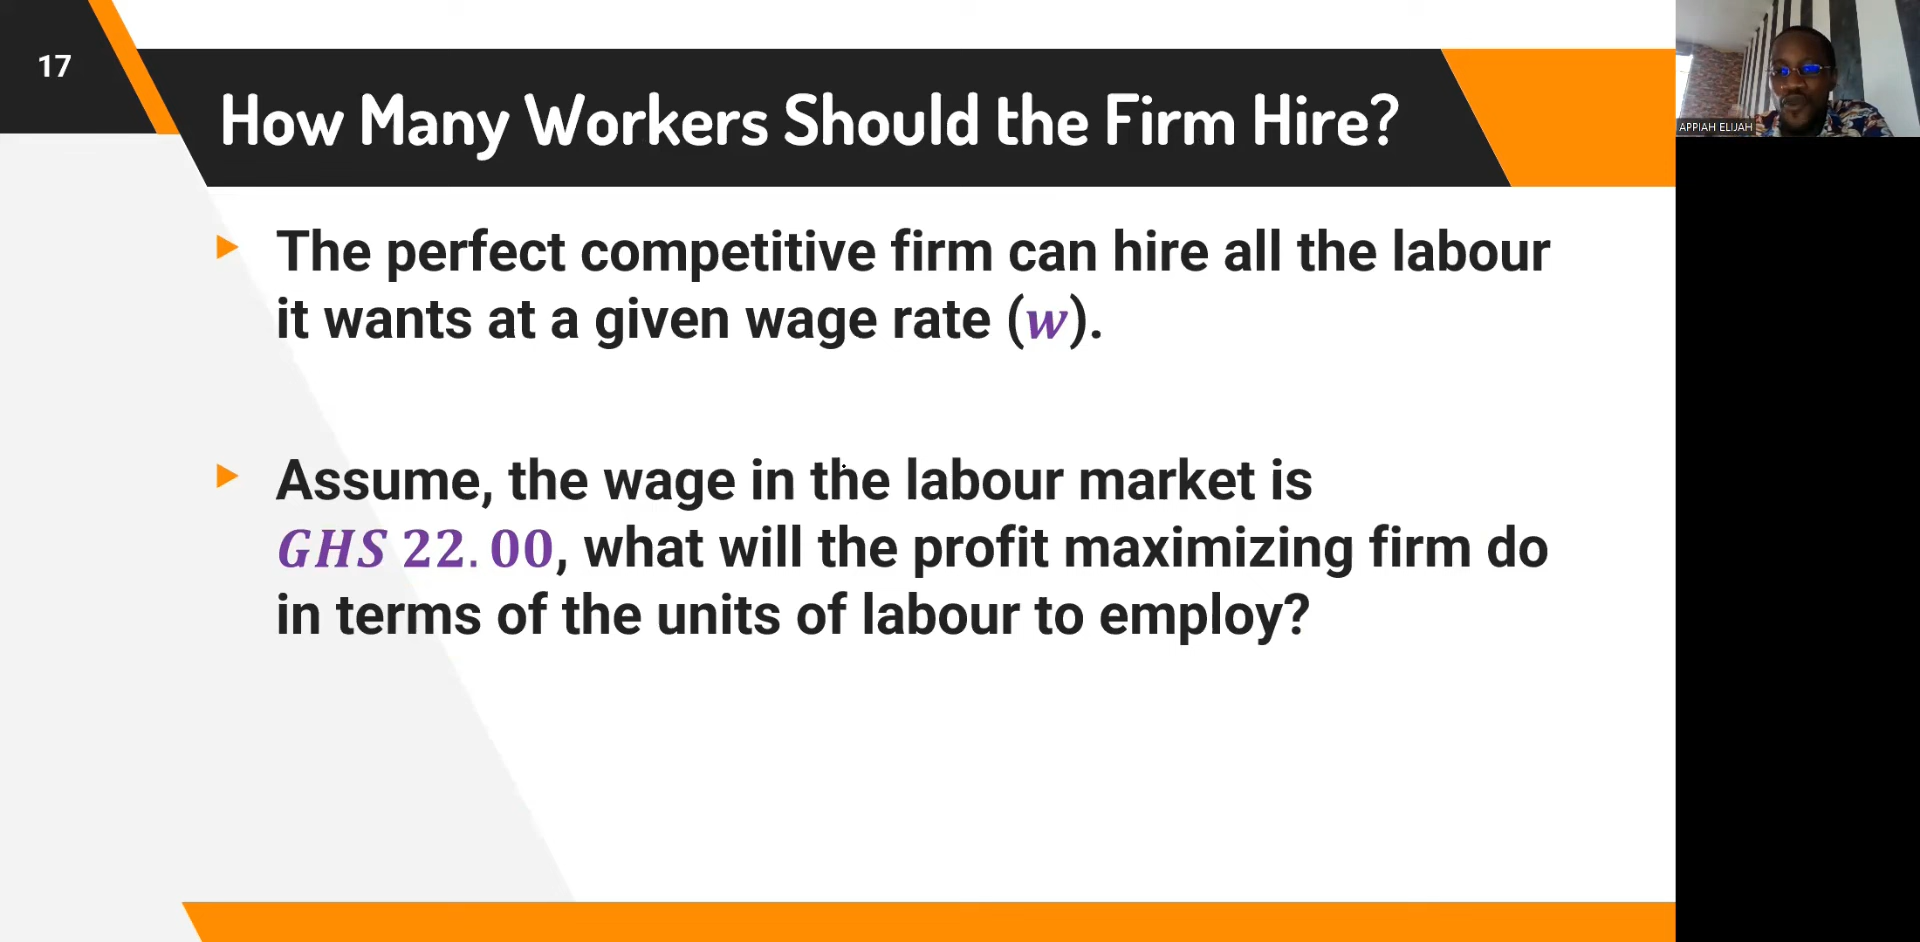 17
How Many Workers Should the Firm Hire?
APPIAH ELIJAH
The perfect competitive firm can hire all the labour
it wants at a given wage rate (w).
Assume, the wage in the labour market is
GHS 22.00, what will the profit maximizing firm do
in terms of the units of labour to employ?